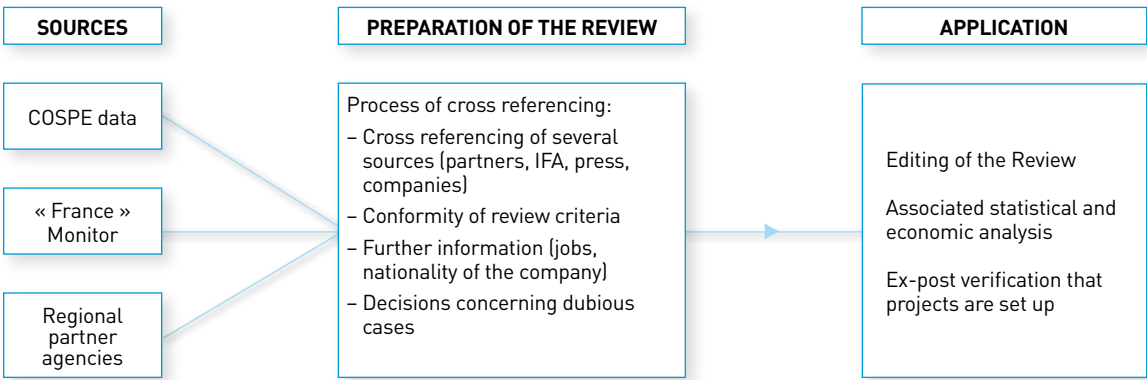 SOURCES
PREPARATION OF THE REVIEW
APPLICATION
COSPE data
« France »
Monitor
Regional
partner
agencies
Process of cross referencing:
– Cross referencing of several
sources (partners, IFA, press,
companies)
– Conformity of review criteria
– Further information (jobs,
nationality of the company)
– Decisions concerning dubious
cases
Editing of the Review
Associated statistical and
economic analysis
Ex-post verification that
projects are set up